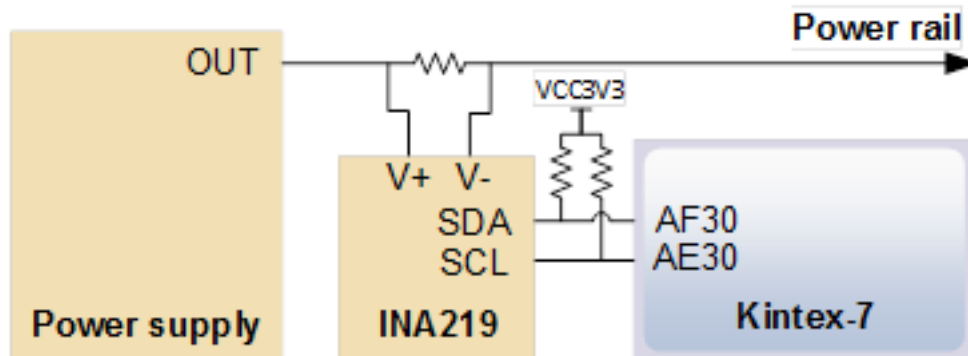 Power rail
OUT
VCC3V3
V+ V-
SDA
AF30
SCL
AE30
Power supply
INA219
Kintex-7